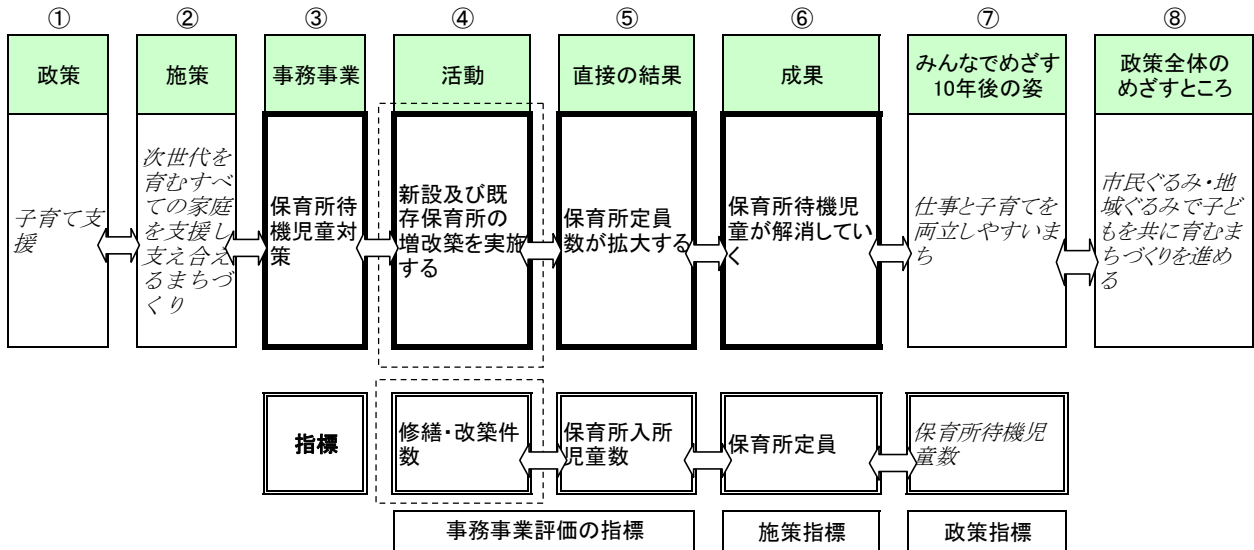 ①
②
③
④
⑤
⑥
⑦
⑧
政策
施策
事務事業
活動
直接の結果
成果
みんなでめざす
10年後の姿
政策全体の
めざすところ
子育て支
援
次世代を
育むすべ
ての家庭
を支援し
支え合え
るまちづ
くり
保育所待
機児童対
策
新設及び既
存保育所の
増改築を実施
する
保育所定員
数が拡大する
保育所待機児
童が解消してい
く
仕事と子育てを
両立しやすいま
ち
市民ぐるみ・地
域ぐるみで子ど
もを共に育むま
ちづくりを進め
る
指標
修繕・改築件
数
保育所入所
児童数
保育所定員
保育所待機児
童数
事務事業評価の指標
施策指標
政策指標